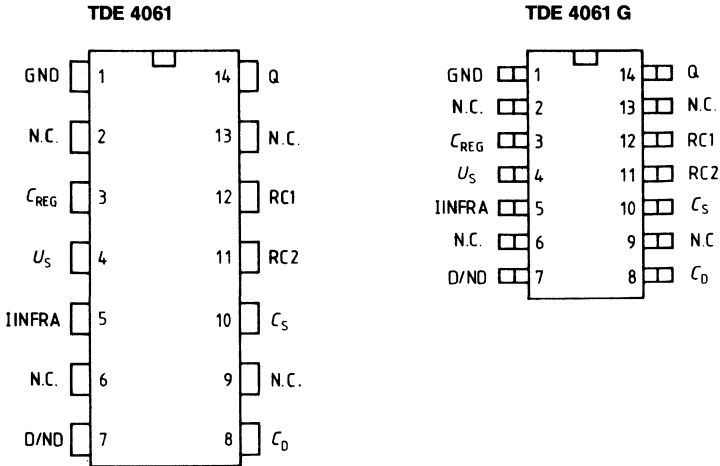 TDE 4061
GND 1 14 Q
N.C. 2 13 N.C.
CREG 3 12 RC1
US 4 11 RC2
IINFRA 5 10 CS
N.C. 6 9 N.C.
D/ND 7 8 CD
TDE 4061 G
GND 1 14 Q
N.C. 2 13 N.C.
CREG 3 12 RC1
US 4 11 RC2
IINFRA 5 10 CS
N.C. 6 9 N.C
D/ND 7 8 CD